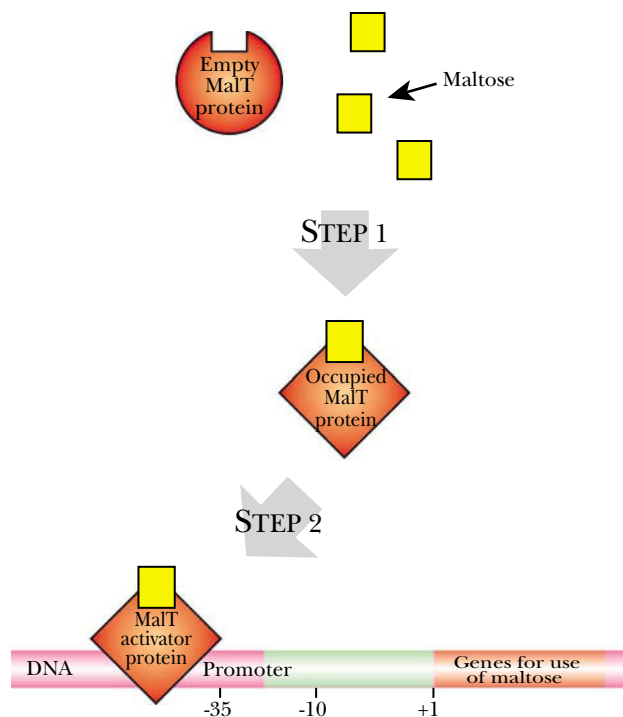 Empty
MalT
protein
Maltose
STEP 1
Occupied
MalT
protein
STEP 2
MalT
activator
protein
DNA
Promoter
Genes for use
of maltose
-35
-10
+1